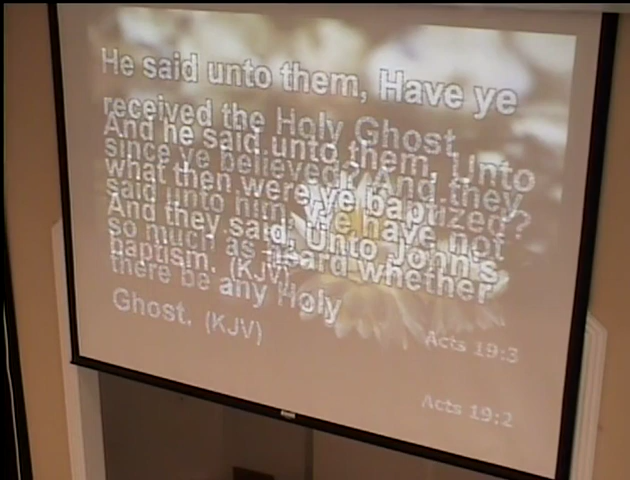 He said unto them, Have ye
received the Holy Ghost
And he said unto them, Unto
since ye believed? And they
what then were ye baptized?
said unto him, We have not
And they said, Unto John's
so much as heard whether
baptism. (KJV)
there be any Holy
Ghost. (KJV)
Acts 19:3
Acts 19:2